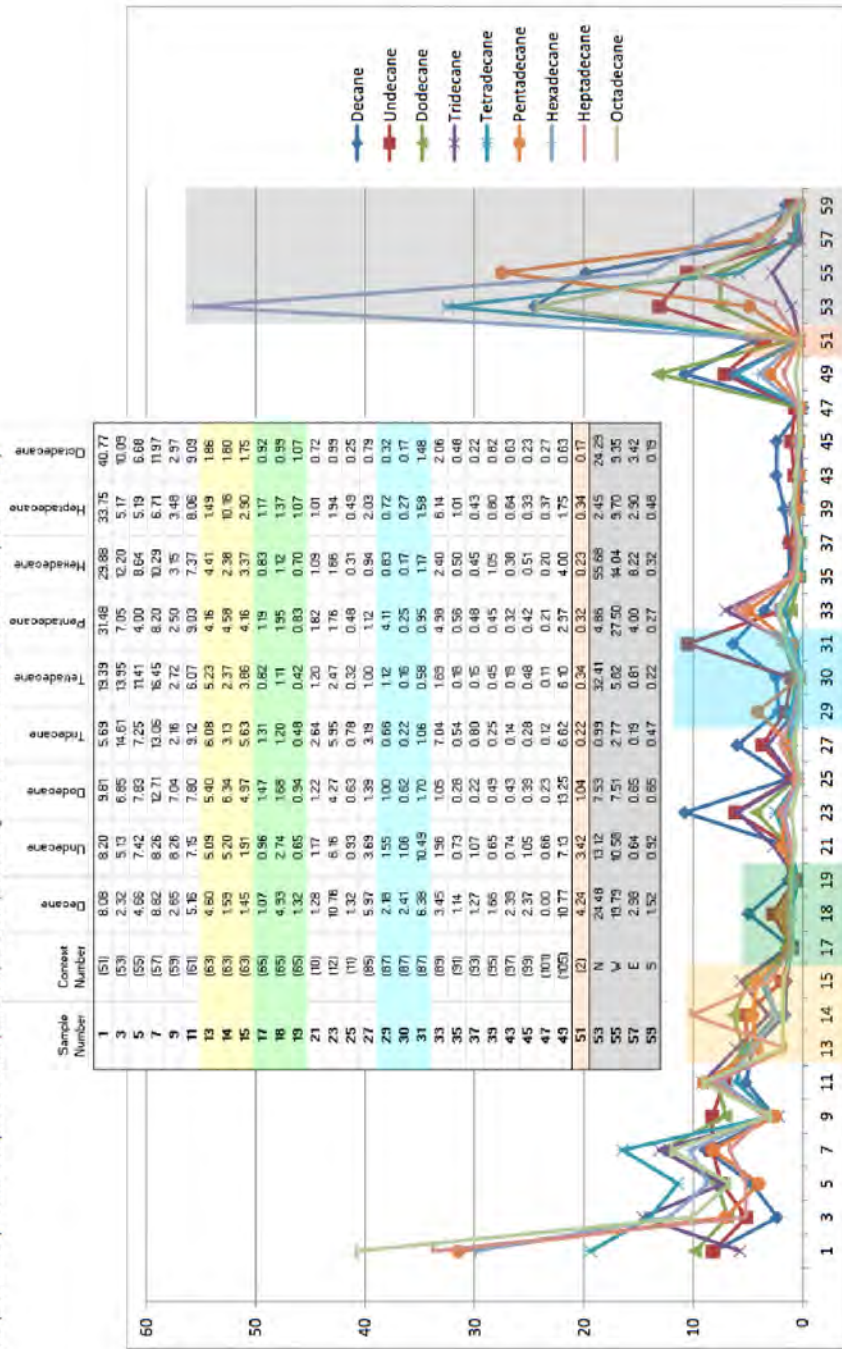 Sample Number Context Number Decane Undecane Dodecane Tridecane Tetradecane Pentadecane Hexadecane Heptadecane Octadecane
1 (51) 8.08 8.20 9.81 5.69 19.39 31.48 29.88 33.75 40.77
3 (53) 2.32 5.13 6.85 14.61 13.95 7.05 12.20 5.17 10.09
5 (55) 4.66 7.42 7.83 7.25 11.41 4.00 8.64 5.19 6.68
7 (57) 8.82 8.26 12.71 13.06 16.45 8.20 10.29 6.71 11.97
9 (59) 2.65 8.26 7.04 2.16 2.72 2.50 3.15 3.48 2.97
11 (61) 5.16 7.15 7.80 9.12 6.07 9.03 7.37 8.06 9.09
13 (63) 4.60 5.09 5.40 6.08 5.23 4.16 4.41 1.49 1.86
14 (63) 1.59 5.20 6.34 3.13 2.37 4.58 2.38 10.16 1.80
15 (63) 1.45 1.91 4.97 5.63 3.86 4.16 3.37 2.90 1.75
17 (65) 1.07 0.96 1.47 1.31 0.82 1.19 0.83 1.17 0.92
18 (65) 4.93 2.74 1.68 1.20 1.11 1.95 1.12 1.37 0.99
19 (65) 1.32 0.65 0.94 0.48 0.42 0.83 0.70 1.07 1.07
21 (10) 1.28 1.17 1.22 2.64 1.20 1.82 1.09 1.01 0.72
23 (12) 10.76 6.16 4.27 5.95 2.47 1.76 1.66 1.94 0.99
25 (11) 1.32 0.93 0.63 0.78 0.32 0.48 0.31 0.49 0.25
27 (85) 5.97 3.69 1.39 3.19 1.00 1.12 0.94 2.03 0.79
29 (87) 2.18 1.55 1.00 0.66 1.12 4.11 0.83 0.72 0.32
30 (87) 2.41 1.08 0.62 0.22 0.16 0.25 0.17 0.27 0.17
31 (87) 6.38 10.49 1.70 1.06 0.58 0.95 1.17 1.58 1.48
33 (89) 3.45 1.96 1.05 7.04 1.69 4.98 2.40 6.14 2.06
35 (91) 1.14 0.73 0.28 0.54 0.18 0.56 0.50 1.01 0.48
37 (93) 1.27 1.07 0.22 0.80 0.15 0.48 0.45 0.43 0.22
39 (95) 1.66 0.65 0.49 0.25 0.45 0.45 1.05 0.80 0.82
43 (97) 2.39 0.74 0.43 0.14 0.19 0.32 0.38 0.64 0.63
45 (99) 2.37 1.05 0.39 0.28 0.48 0.42 0.51 0.33 0.23
47 (101) 0.00 0.66 0.23 0.12 0.11 0.21 0.20 0.37 0.27
49 (105) 10.77 7.13 13.25 6.62 6.10 2.97 4.00 1.75 0.63
51 (2) 4.24 3.42 1.04 0.22 0.34 0.32 0.23 0.34 0.17
53 N 24.48 13.12 7.53 0.99 32.41 4.86 55.68 2.45 24.29
55 W 19.79 10.58 7.51 2.77 5.82 27.50 14.04 9.70 9.35
57 E 2.98 0.64 0.65 0.19 0.81 4.00 8.22 2.90 3.42
59 S 1.52 0.92 0.65 0.47 0.22 0.27 0.32 0.48 0.19
60
50
40
30
20
10
0
1 3 5 7 9 11 13 14 15 17 18 19 21 23 25 27 29 30 31 33 35 37 39 43 45 47 49 51 53 55 57 59
Decane
Undecane
Dodecane
Tridecane
Tetradecane
Pentadecane
Hexadecane
Heptadecane
Octadecane